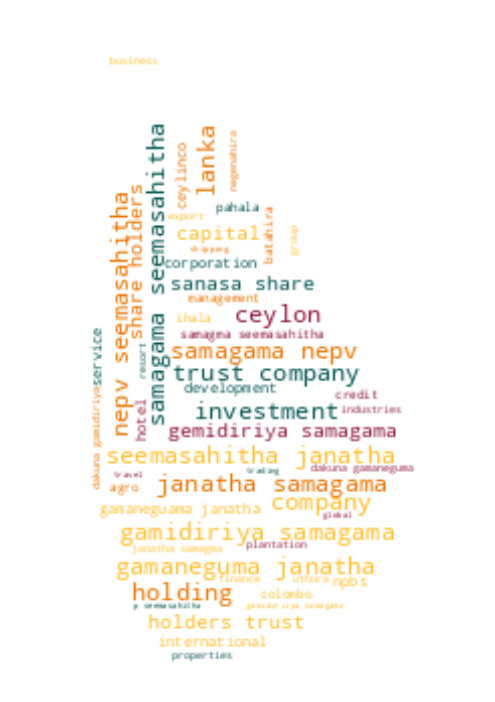 business
samagama seemasahitha
lanka
ceylinco
negenahira
nepv seemasahitha
share holders
pahala
export
batahira
capital
group
shipping
corporation
sanasa share
management
ihala
ceylon
service
resort
samagma seemasahitha
samagama nepv
trust company
development
credit
dakuna gamidiriya
hotel
investment
industries
gemidiriya samagama
seemasahitha janatha
dakuna gamaneguma
travel
trading
agro
janatha samagama
company
gamaneguama janatha
global
gamidiriya samagama
plantation
janatha samagma
gamaneguma janatha
finance
uthura
npbs
holding
colombo
p seemasahitha
gamidiriya samagama
holders trust
international
properties